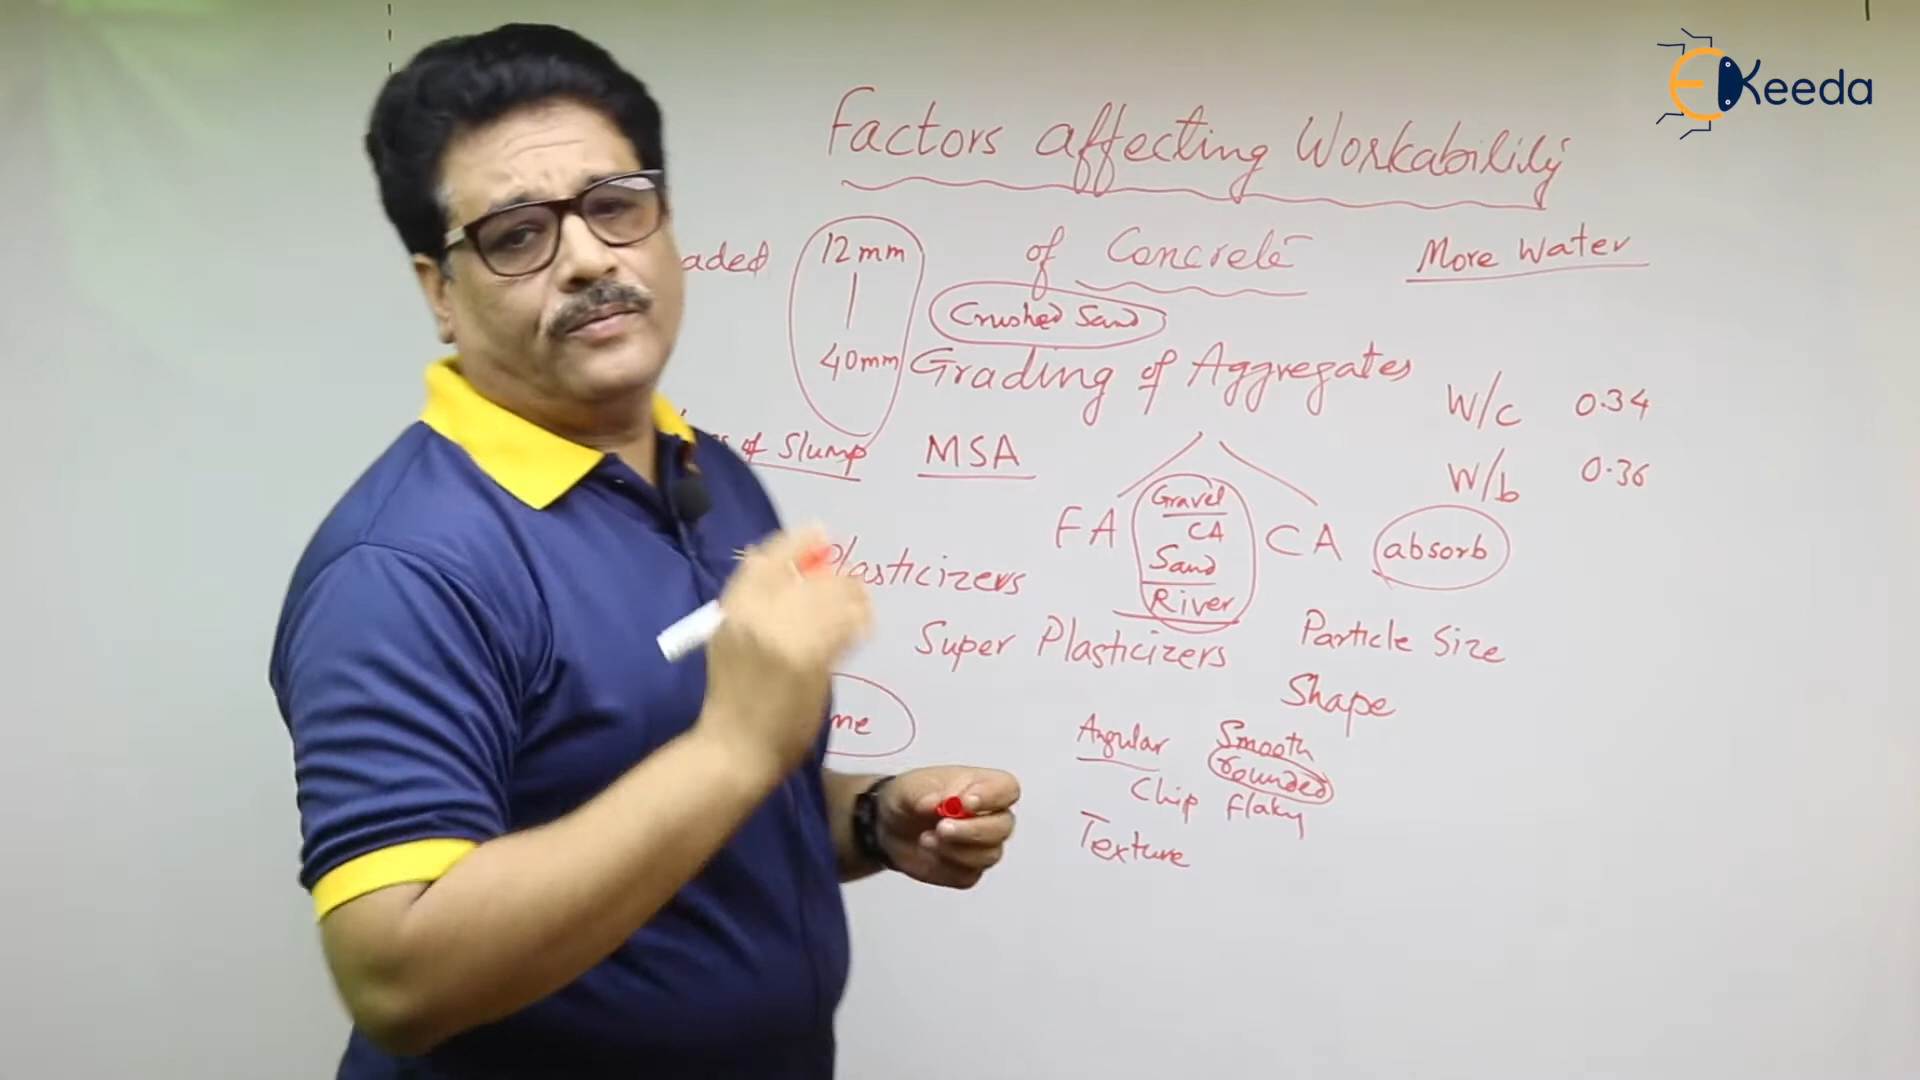 EKeeda
Factors affecting Workability
of Concrete
More Water
aded
12mm
40mm
Crushed Sand
Grading of Aggregates
W/c 0.34
W/b 0.36
of Slump
MSA
FA
Gravel
CA
Sand
River
CA
absorb
Plasticizers
Super Plasticizers
Particle Size
Shape
me
Angular
Smooth
rounded
Chip
flaky
Texture